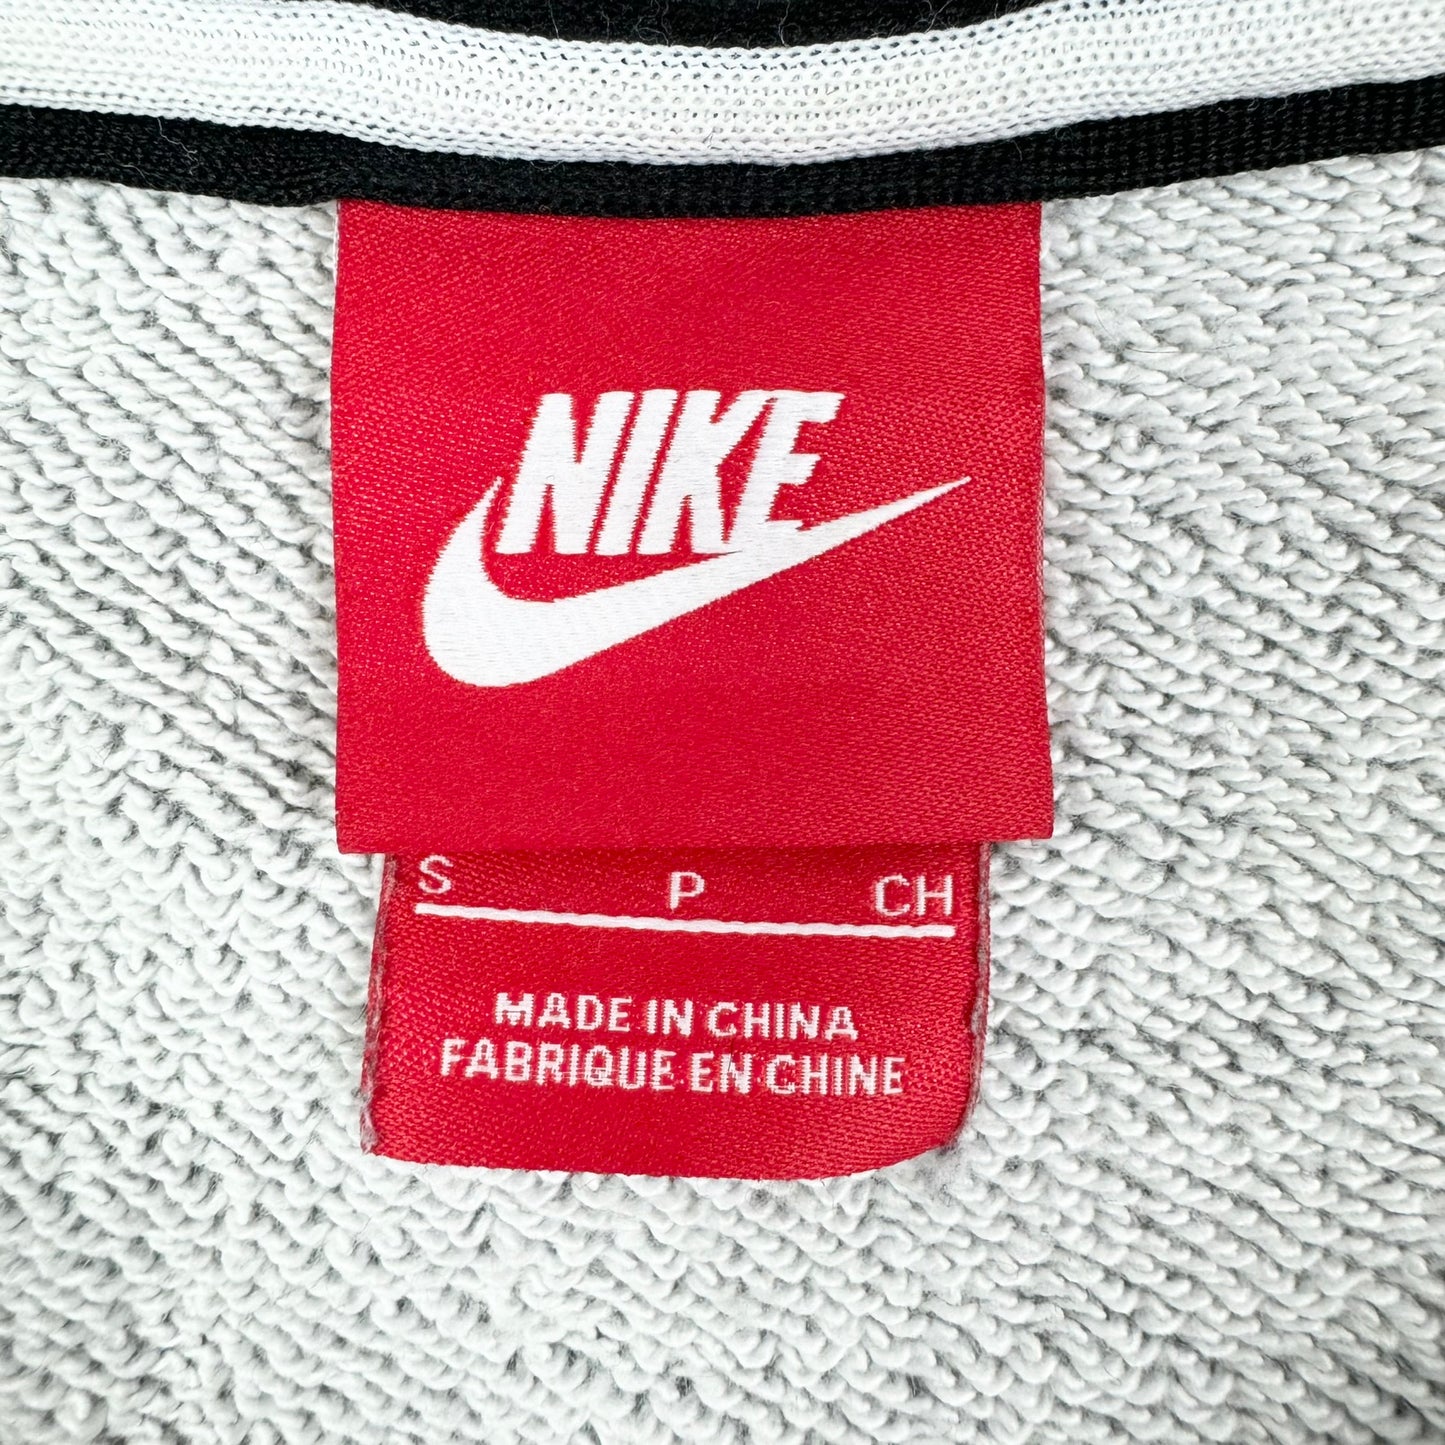 NIKE
S P CH
MADE IN CHINA
FABRIQUE EN CHINE